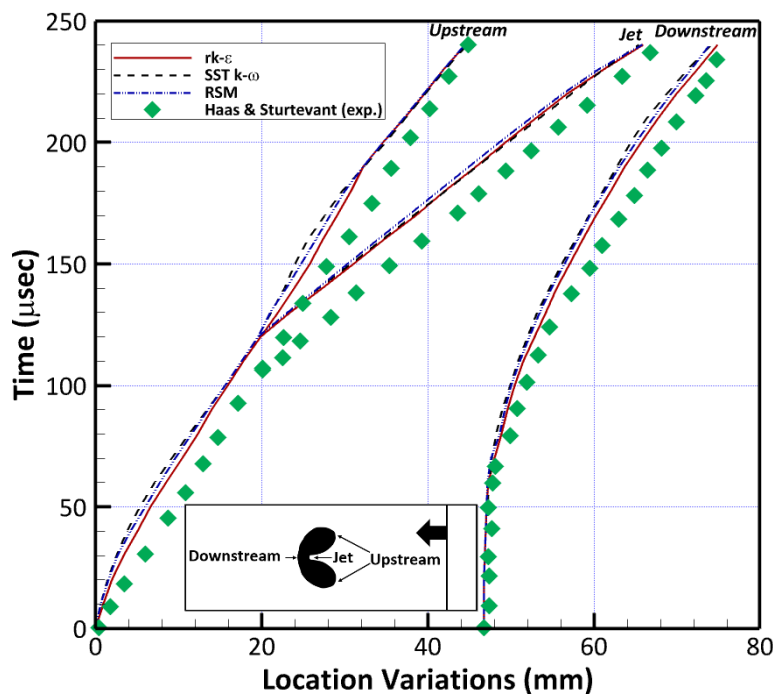 250
200
150
100
50
0
Time (μsec)
0
20
40
60
80
Location Variations (mm)
Upstream
Jet
Downstream
rk-ε
SST k-ω
RSM
Haas & Sturtevant (exp.)
Downstream
Jet
Upstream